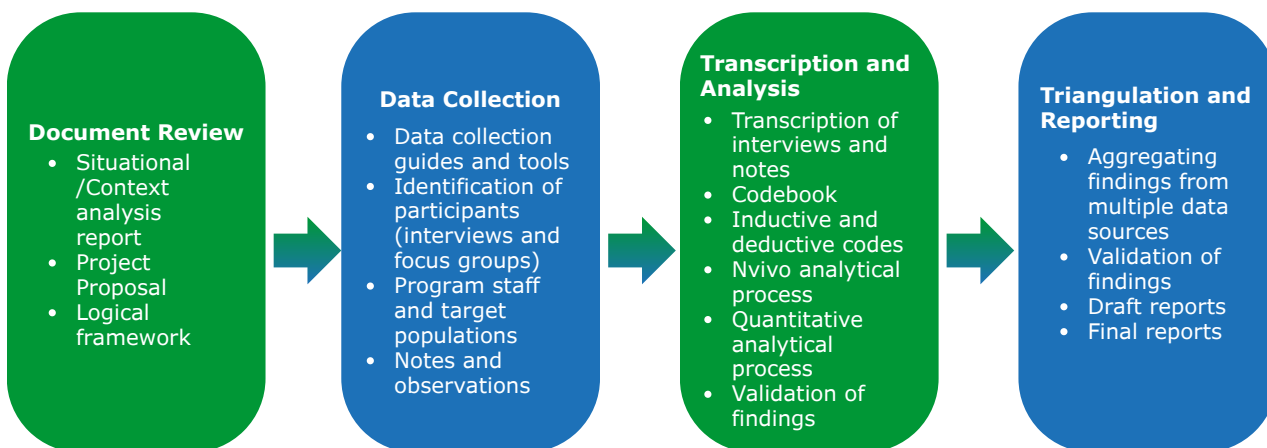 Document Review
• Situational
/Context
analysis
report
• Project
Proposal
• Logical
framework
Data Collection
• Data collection
guides and tools
• Identification of
participants
(interviews and
focus groups)
• Program staff
and target
populations
• Notes and
observations
Transcription and
Analysis
• Transcription of
interviews and
notes
• Codebook
• Inductive and
deductive codes
• Nvivo analytical
process
• Quantitative
analytical
process
• Validation of
findings
Triangulation and
Reporting
• Aggregating
findings from
multiple data
sources
• Validation of
findings
• Draft reports
• Final reports